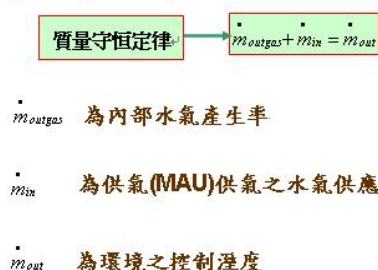 質量守恒定律 ṁoutgas + ṁin = ṁout
ṁoutgas 為內部水氣產生率
ṁin 為供氣(MAU)供氣之水氣供應
ṁout 為環境之控制溼度